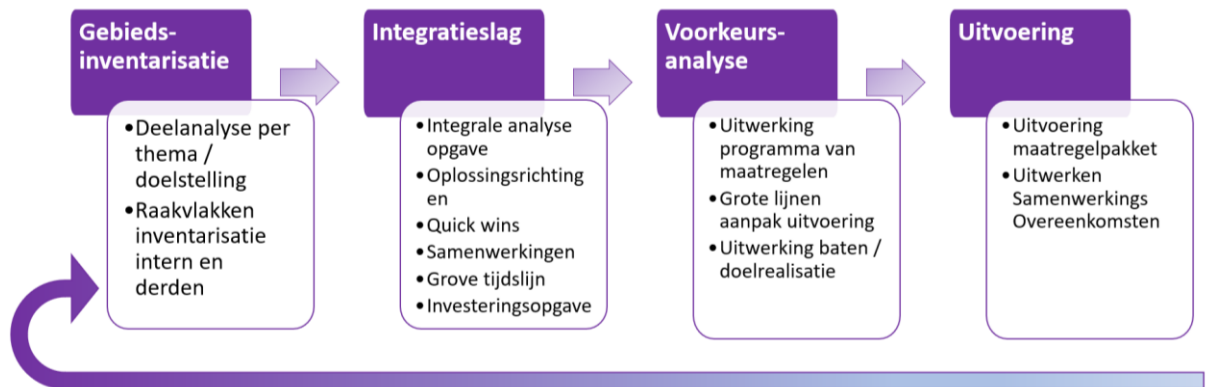 Gebieds-
inventarisatie
•Deelanalyse per
thema /
doelstelling
•Raakvlakken
inventarisatie
intern en
derden
Integratieslag
•Integrale analyse
opgave
•Oplossingsrichting
en
•Quick wins
•Samenwerkingen
•Grove tijdslijn
•Investeringsopgave
Voorkeurs-
analyse
•Uitwerking
programma van
maatregelen
•Grote lijnen
aanpak uitvoering
•Uitwerking baten /
doelrealisatie
Uitvoering
•Uitvoering
maatregelpakket
•Uitwerken
Samenwerkings
Overeenkomsten